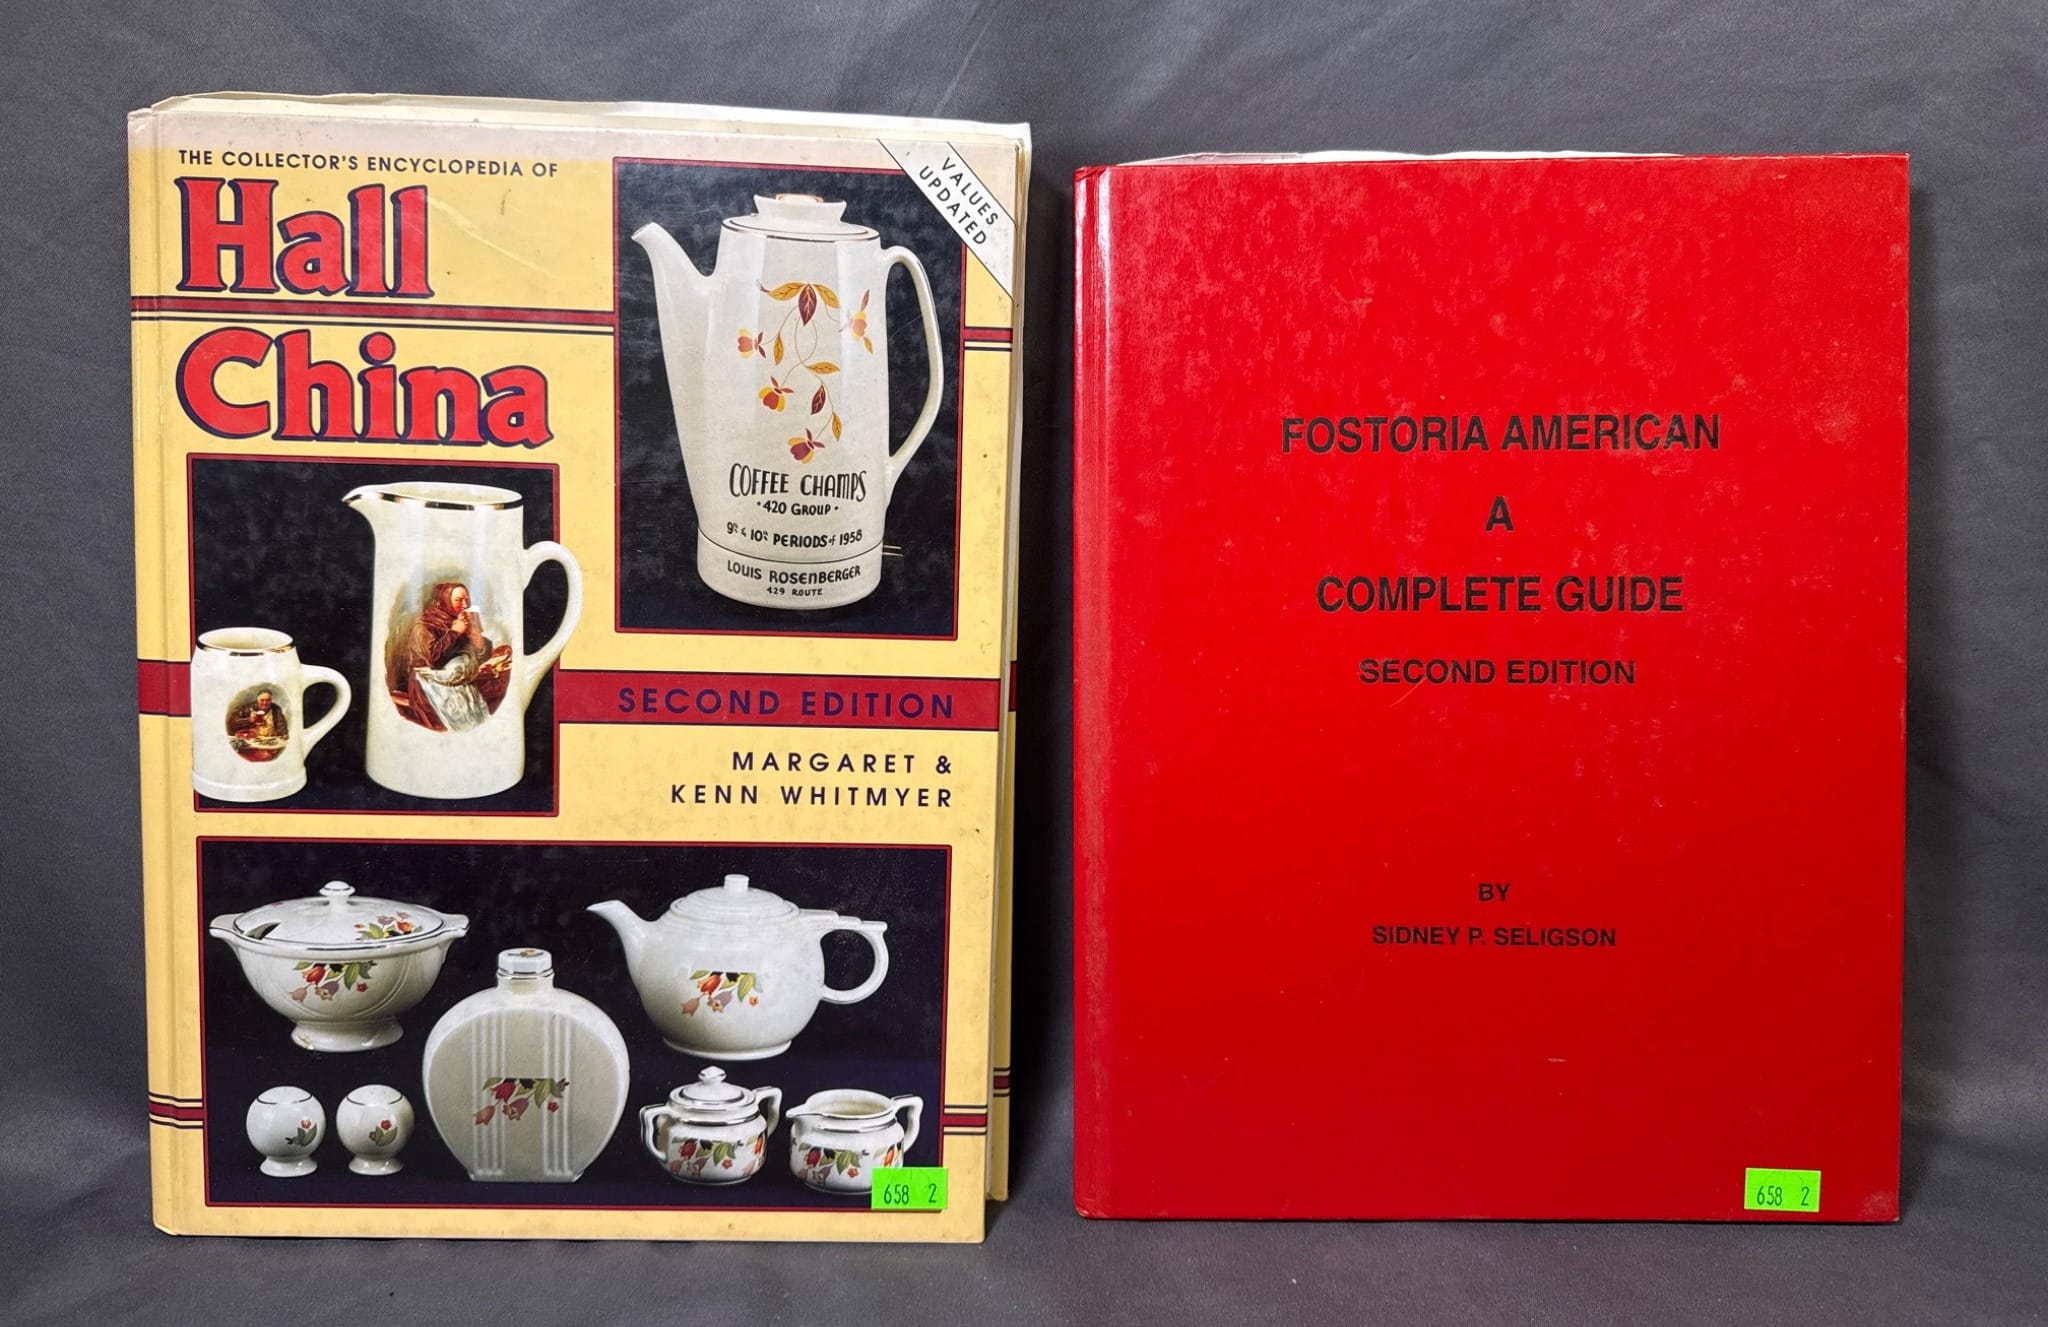 THE COLLECTOR'S ENCYCLOPEDIA OF
Hall
China
VALUES
UPDATED
COFFEE CHAMPS
• 420 GROUP •
9th & 10th PERIODS of 1958
LOUIS ROSENBERGER
429 ROUTE
SECOND EDITION
MARGARET &
KENN WHITMYER
658 2
FOSTORIA AMERICAN
A
COMPLETE GUIDE
SECOND EDITION
BY
SIDNEY P. SELIGSON
658 2